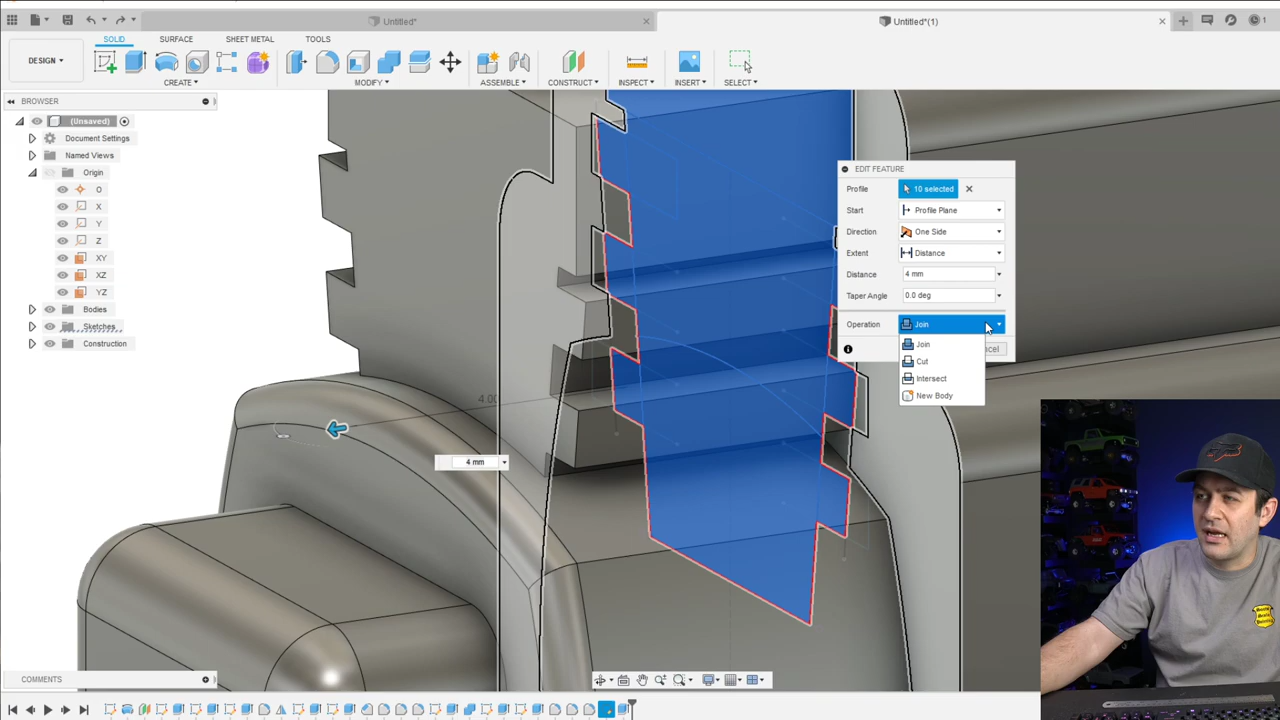 Untitled*
Untitled*(1)
SOLID
SURFACE
SHEET METAL
TOOLS
DESIGN
CREATE
MODIFY
ASSEMBLE
CONSTRUCT
INSPECT
INSERT
SELECT
BROWSER
(Unsaved)
Document Settings
Named Views
Origin
O
X
Y
Z
XY
XZ
YZ
Bodies
Sketches
Construction
EDIT FEATURE
Profile
10 selected
Start
Profile Plane
Direction
One Side
Extent
Distance
Distance
4 mm
Taper Angle
0.0 deg
Operation
Join
Join
Cut
Intersect
New Body
4.00
4 mm
COMMENTS
1